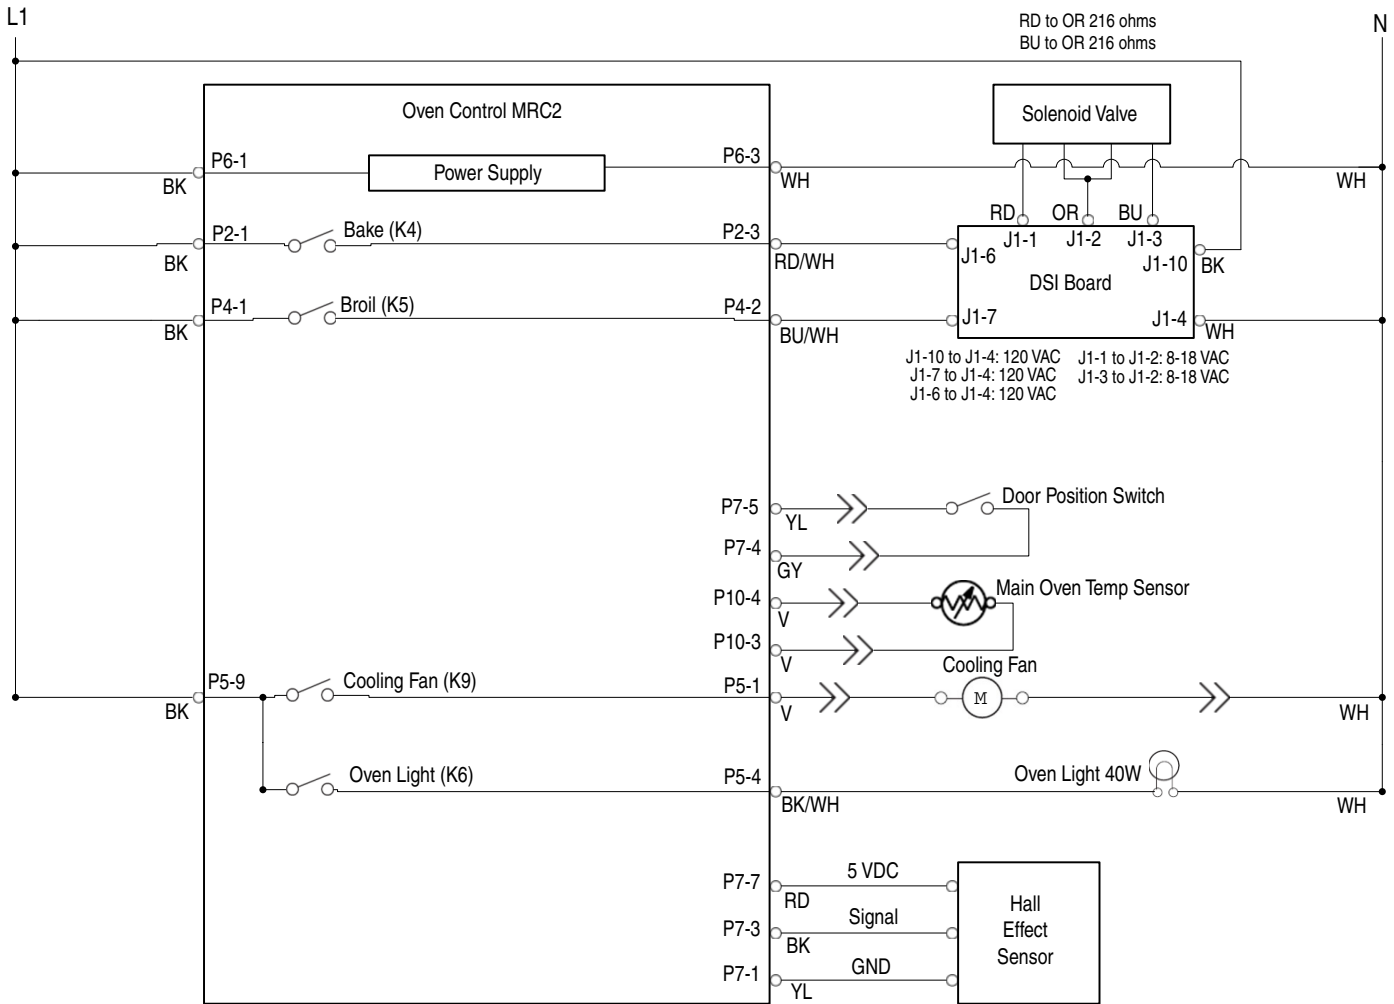 L1
RD to OR 216 ohms
BU to OR 216 ohms
N
Oven Control MRC2
Solenoid Valve
P6-1
Power Supply
P6-3
BK
WH
WH
RD
OR
BU
P2-1
Bake (K4)
P2-3
J1-1
J1-2
J1-3
BK
RD/WH
J1-6
J1-10
BK
DSI Board
P4-1
Broil (K5)
P4-2
J1-7
J1-4
BK
BU/WH
WH
J1-10 to J1-4: 120 VAC
J1-7 to J1-4: 120 VAC
J1-6 to J1-4: 120 VAC
J1-1 to J1-2: 8-18 VAC
J1-3 to J1-2: 8-18 VAC
P7-5
YL
Door Position Switch
P7-4
GY
P10-4
V
Main Oven Temp Sensor
P10-3
V
Cooling Fan
P5-9
Cooling Fan (K9)
P5-1
BK
V
M
WH
Oven Light (K6)
P5-4
Oven Light 40W
BK/WH
WH
P7-7
5 VDC
RD
P7-3
Signal
BK
P7-1
GND
YL
Hall
Effect
Sensor